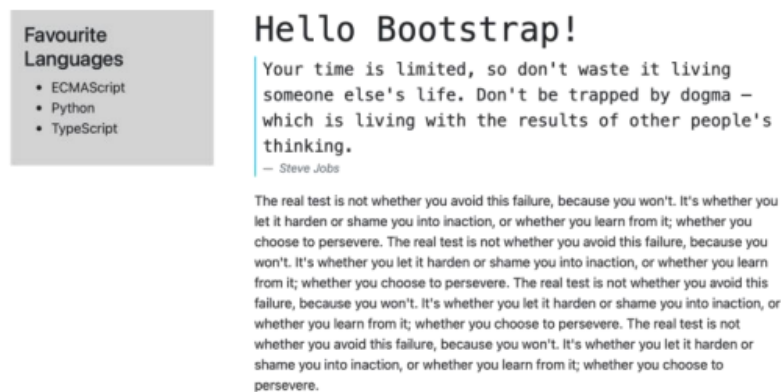 Favourite
Languages
• ECMAScript
• Python
• TypeScript
Hello Bootstrap!
Your time is limited, so don't waste it living
someone else's life. Don't be trapped by dogma –
which is living with the results of other people's
thinking.
— Steve Jobs
The real test is not whether you avoid this failure, because you won't. It's whether you
let it harden or shame you into inaction, or whether you learn from it; whether you
choose to persevere. The real test is not whether you avoid this failure, because you
won't. It's whether you let it harden or shame you into inaction, or whether you learn
from it; whether you choose to persevere. The real test is not whether you avoid this
failure, because you won't. It's whether you let it harden or shame you into inaction, or
whether you learn from it; whether you choose to persevere. The real test is not
whether you avoid this failure, because you won't. It's whether you let it harden or
shame you into inaction, or whether you learn from it; whether you choose to
persevere.